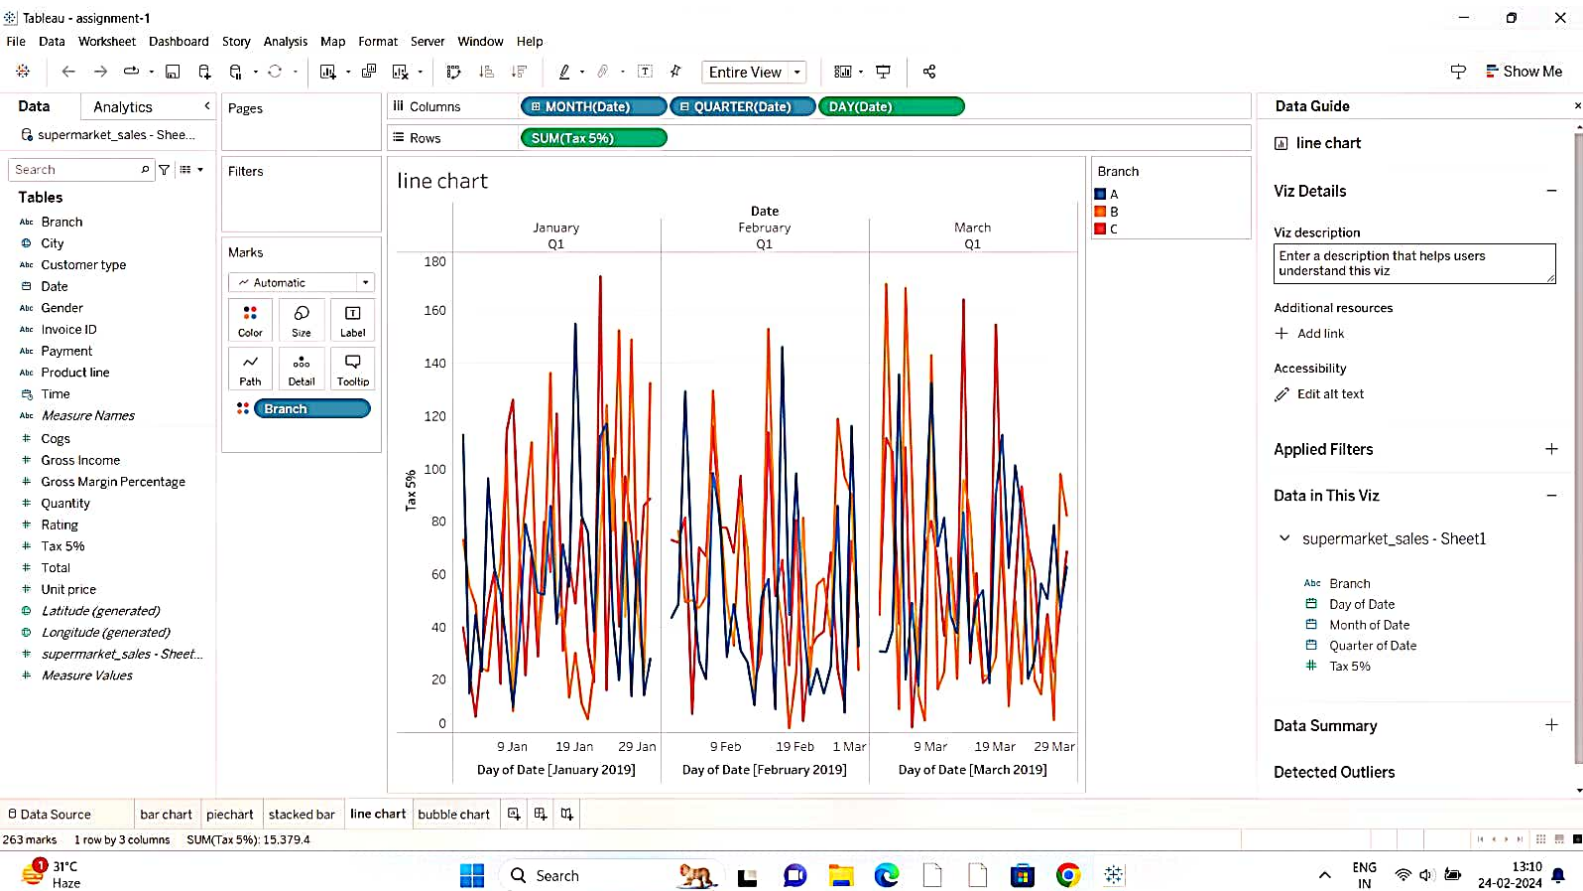 Tableau - assignment-1
File Data Worksheet Dashboard Story Analysis Map Format Server Window Help
Entire View
Show Me
Data Analytics
supermarket_sales - Shee...
Search
Tables
Abc Branch
City
Customer type
Date
Abc Gender
Abc Invoice ID
Abc Payment
Abc Product line
Time
Abc Measure Names
# Cogs
# Gross Income
# Gross Margin Percentage
# Quantity
# Rating
# Tax 5%
# Total
# Unit price
Latitude (generated)
Longitude (generated)
# supermarket_sales - Sheet...
# Measure Values
Pages
Filters
Marks
Automatic
Color Size Label
Path Detail Tooltip
Branch
Columns MONTH(Date) QUARTER(Date) DAY(Date)
Rows SUM(Tax 5%)
line chart
Date
January February March
Q1 Q1 Q1
Tax 5%
180
160
140
120
100
80
60
40
20
0
9 Jan 19 Jan 29 Jan 9 Feb 19 Feb 1 Mar 9 Mar 19 Mar 29 Mar
Day of Date [January 2019] Day of Date [February 2019] Day of Date [March 2019]
Branch
A
B
C
Data Guide
line chart
Viz Details
Viz description
Enter a description that helps users
understand this viz
Additional resources
Add link
Accessibility
Edit alt text
Applied Filters
Data in This Viz
supermarket_sales - Sheet1
Abc Branch
Day of Date
Month of Date
Quarter of Date
# Tax 5%
Data Summary
Detected Outliers
Data Source bar chart piechart stacked bar line chart bubble chart
263 marks 1 row by 3 columns SUM(Tax 5%): 15,379.4
1
31°C
Haze
Search
ENG
IN
13:10
24-02-2024